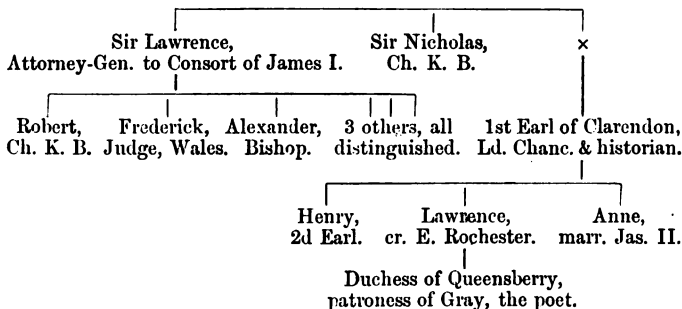 Sir Lawrence, Sir Nicholas, ×
Attorney-Gen. to Consort of James I. Ch. K. B.
Robert, Frederick, Alexander, 3 others, all 1st Earl of Clarendon,
Ch. K. B. Judge, Wales. Bishop. distinguished. Ld. Chanc. & historian.
Henry, Lawrence, Anne,
2d Earl. cr. E. Rochester. marr. Jas. II.
Duchess of Queensberry,
patroness of Gray, the poet.